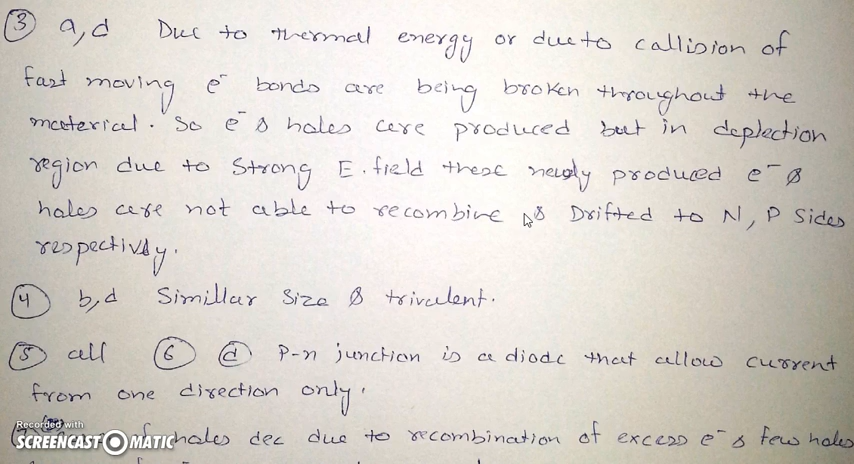 3 a,d Due to thermal energy or due to callision of
fast moving e⁻ bonds are being broken throughout the
material. So e⁻ & holes are produced but in deplection
region due to strong E. field these newly produced e⁻ &
holes are not able to recombine & Drifted to N, P Sides
respectively.
4 b,d Simillar Size & trivalent.
5 all 6 d P-n junction is a diode that allow current
from one direction only.
Recorded with
SCREENCAST-O-MATIC
holes dec due to recombination of excess e⁻ & few holes